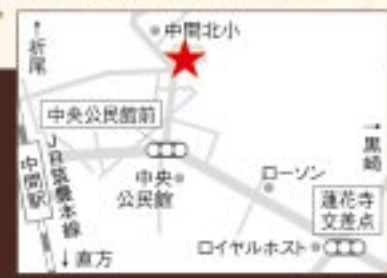 ↑折尾
中間北小
中央公民館前
中間駅
JR筑豊本線
↓直方
中央
公民館
→黒崎
ローソン
蓮花寺
交差点
ロイヤルホスト